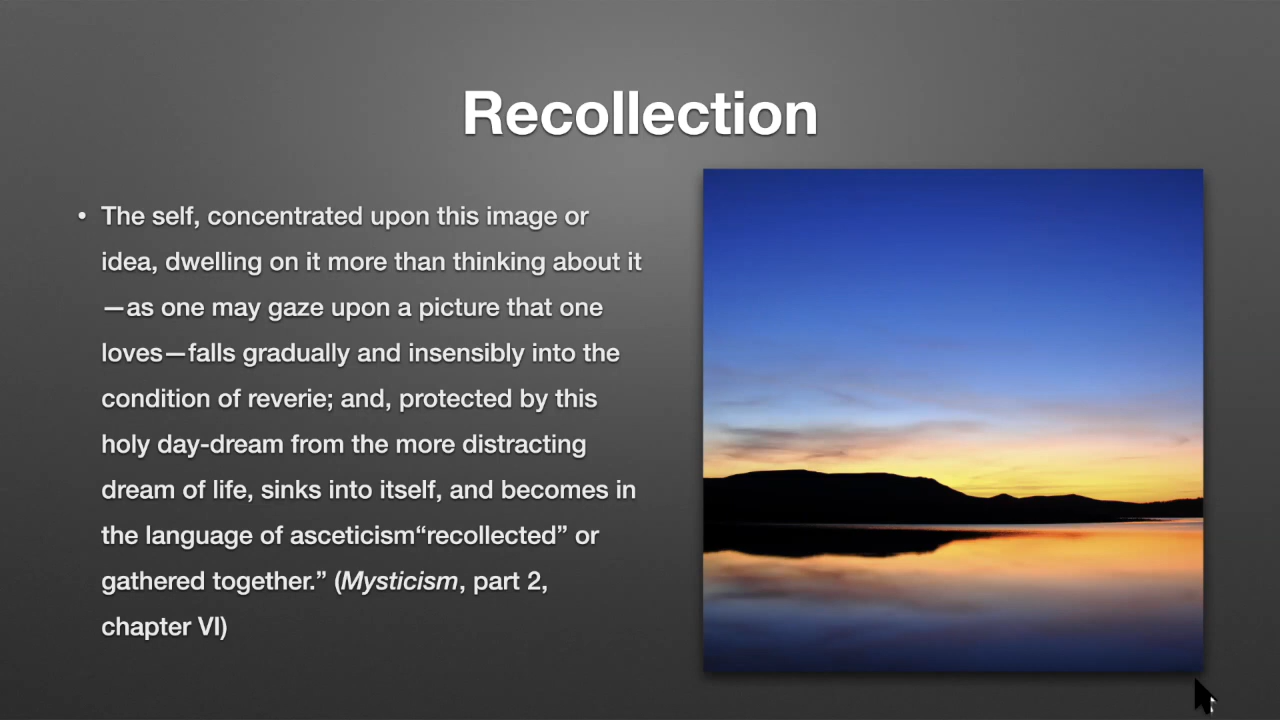 Recollection
• The self, concentrated upon this image or
idea, dwelling on it more than thinking about it
—as one may gaze upon a picture that one
loves—falls gradually and insensibly into the
condition of reverie; and, protected by this
holy day-dream from the more distracting
dream of life, sinks into itself, and becomes in
the language of asceticism“recollected” or
gathered together.” (Mysticism, part 2,
chapter VI)